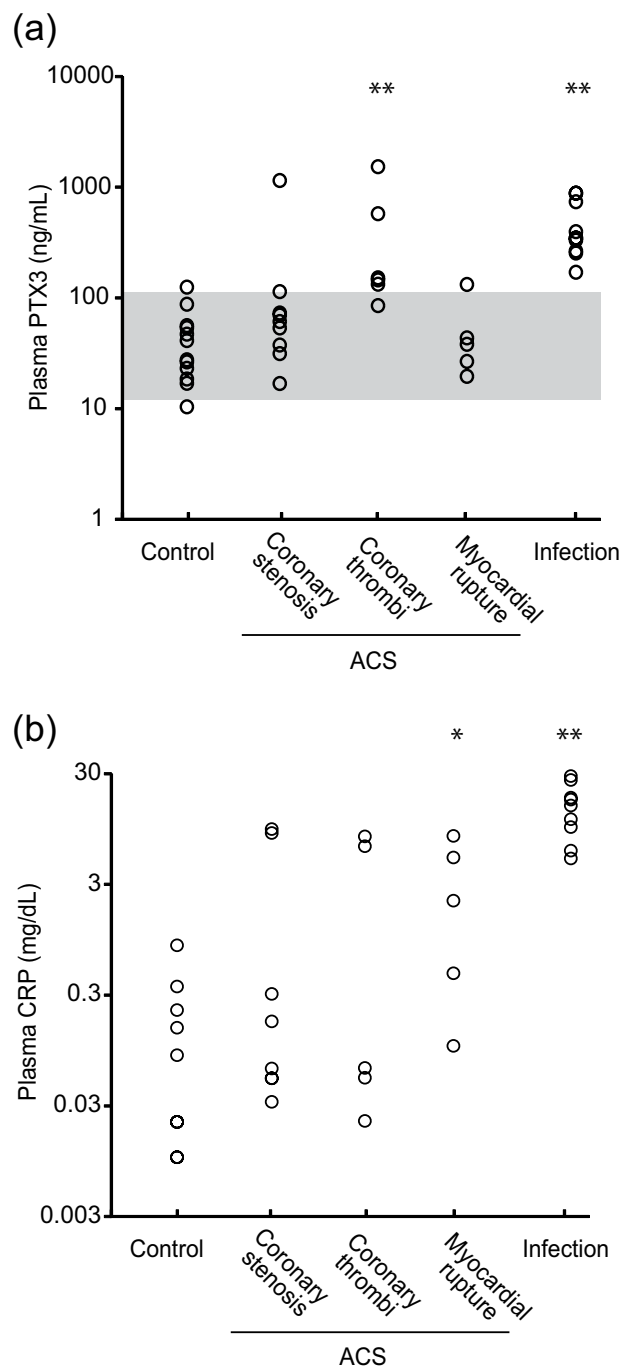 (a)
Plasma PTX3 (ng/mL)
10000
1000
100
10
1
** **
Control
Coronary
stenosis
Coronary
thrombi
Myocardial
rupture
Infection
ACS
(b)
Plasma CRP (mg/dL)
30
3
0.3
0.03
0.003
* **
Control
Coronary
stenosis
Coronary
thrombi
Myocardial
rupture
Infection
ACS